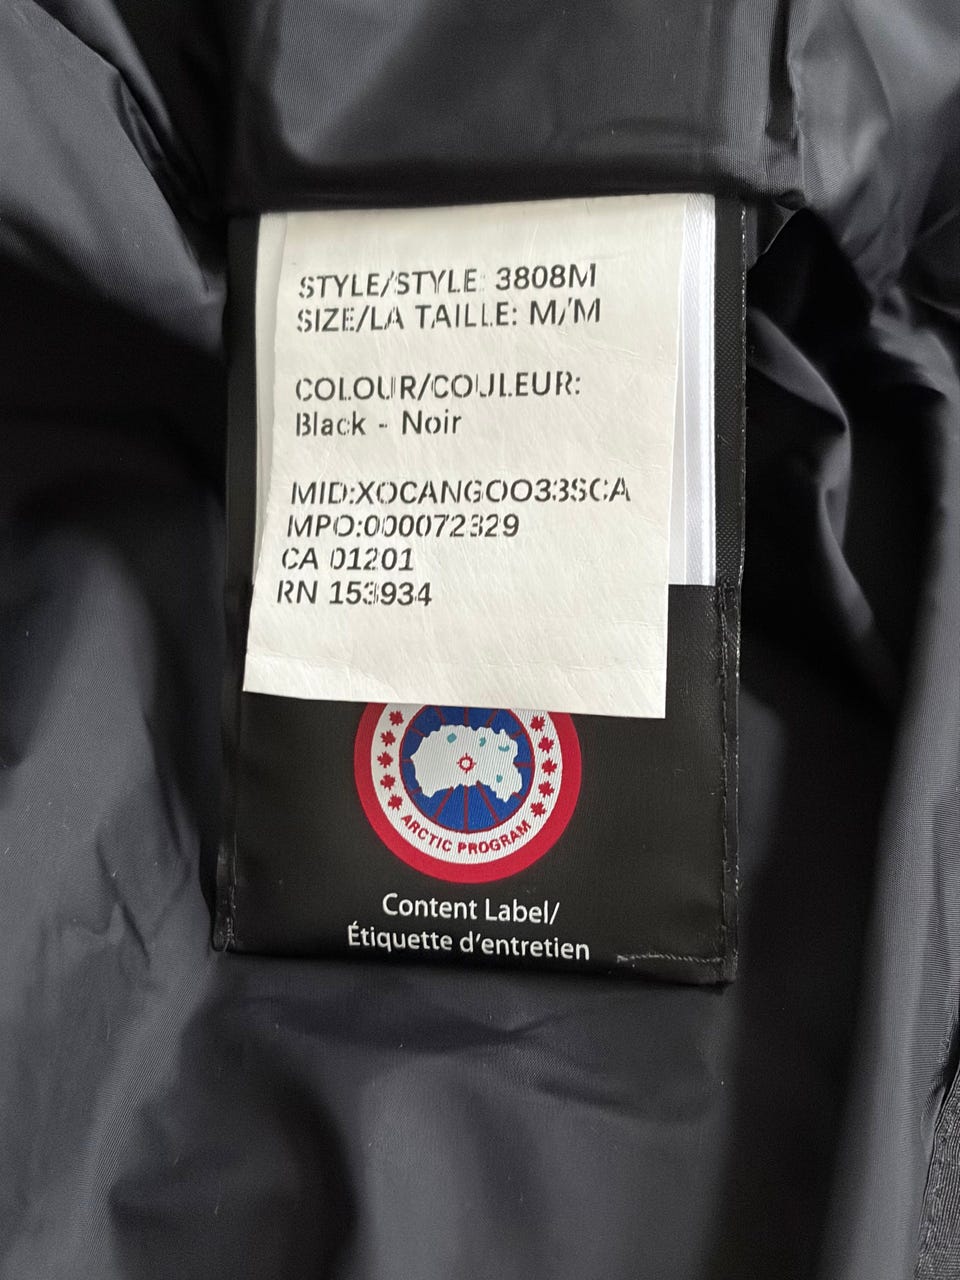 STYLE/STYLE: 3808M
SIZE/LA TAILLE: M/M
COLOUR/COULEUR:
Black - Noir
MID:XOCANGOO33SCA
MPO:000072329
CA 01201
RN 153934
ARCTIC PROGRAM
Content Label/
Étiquette d'entretien